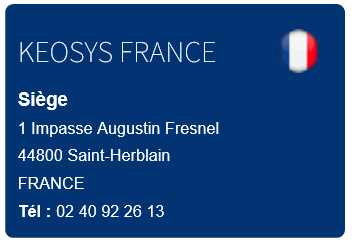 KEOSYS FRANCE
Siège
1 Impasse Augustin Fresnel
44800 Saint-Herblain
FRANCE
Tél : 02 40 92 26 13